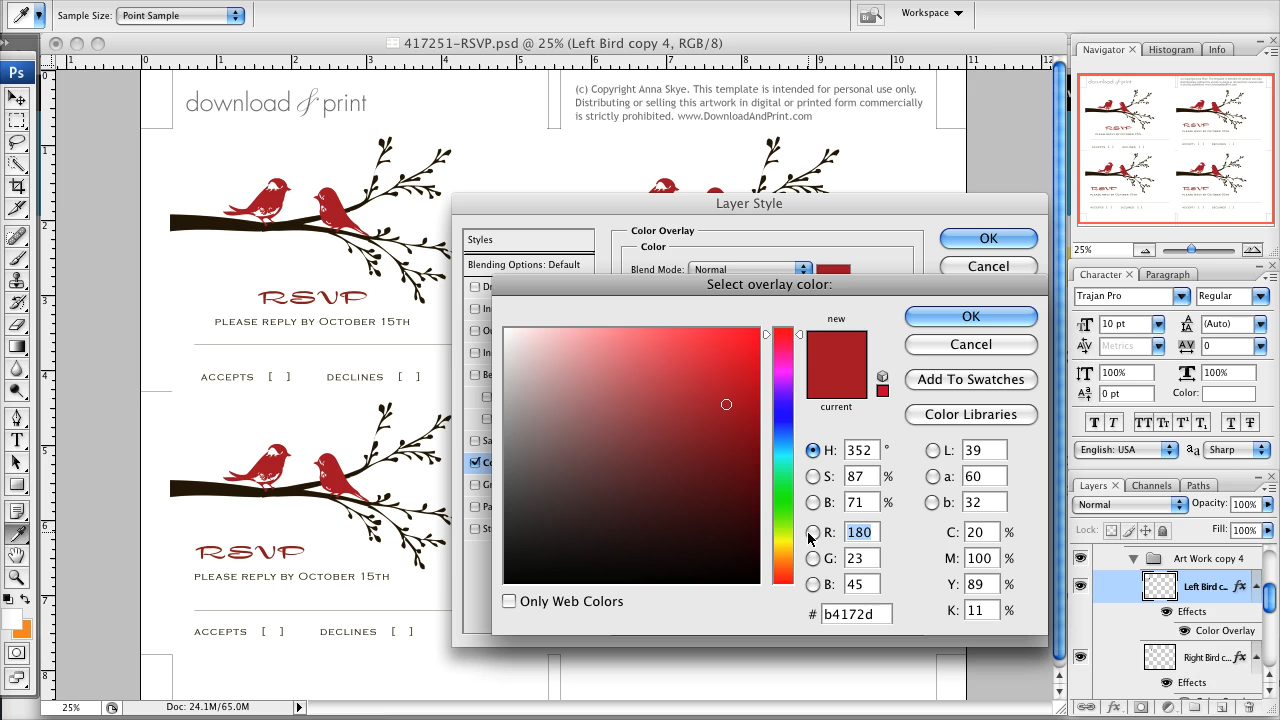 Sample Size: Point Sample
Workspace
417251-RSVP.psd @ 25% (Left Bird copy 4, RGB/8)
Ps
download & print
(c) Copyright Anna Skye. This template is intended for personal use only.
Distributing or selling this artwork in digital or printed form commercially
is strictly prohibited. www.DownloadAndPrint.com
RSVP
PLEASE REPLY BY OCTOBER 15TH
ACCEPTS [ ] DECLINES [ ]
RSVP
PLEASE REPLY BY OCTOBER 15TH
ACCEPTS [ ] DECLINES [ ]
25%
Doc: 24.1M/65.0M
Layer Style
Styles
Blending Options: Default
Color Overlay
Color
Blend Mode: Normal
OK
Cancel
Select overlay color:
new
current
OK
Cancel
Add To Swatches
Color Libraries
H: 352 °
S: 87 %
B: 71 %
R: 180
G: 23
B: 45
# b4172d
L: 39
a: 60
b: 32
C: 20 %
M: 100 %
Y: 89 %
K: 11 %
Only Web Colors
Navigator
Histogram
Info
25%
Character
Paragraph
Trajan Pro
Regular
10 pt
(Auto)
Metrics
0
100%
100%
0 pt
Color:
English: USA
Sharp
Layers
Channels
Paths
Normal
Opacity: 100%
Lock:
Fill: 100%
Art Work copy 4
Left Bird c...
Effects
Color Overlay
Right Bird c...
Effects